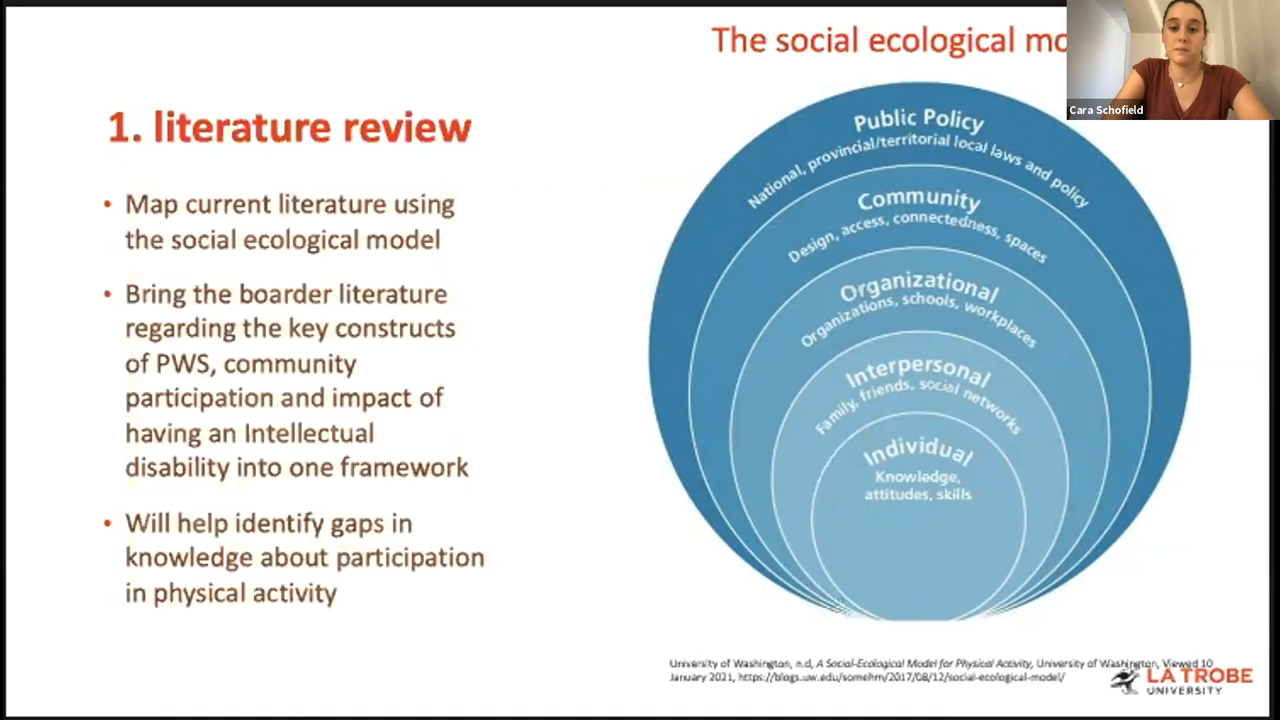 The social ecological mo
Cara Schofield
1. literature review
• Map current literature using
the social ecological model
• Bring the boarder literature
regarding the key constructs
of PWS, community
participation and impact of
having an Intellectual
disability into one framework
• Will help identify gaps in
knowledge about participation
in physical activity
Public Policy
National, provincial/territorial local laws and policy
Community
Design, access, connectedness, spaces
Organizational
Organizations, schools, workplaces
Interpersonal
Family, friends, social networks
Individual
Knowledge,
attitudes, skills
University of Washington, n.d, A Social-Ecological Model for Physical Activity, University of Washington, Viewed 10
January 2021, https://blogs.uw.edu/somehm/2017/08/12/social-ecological-model/
LA TROBE
UNIVERSITY